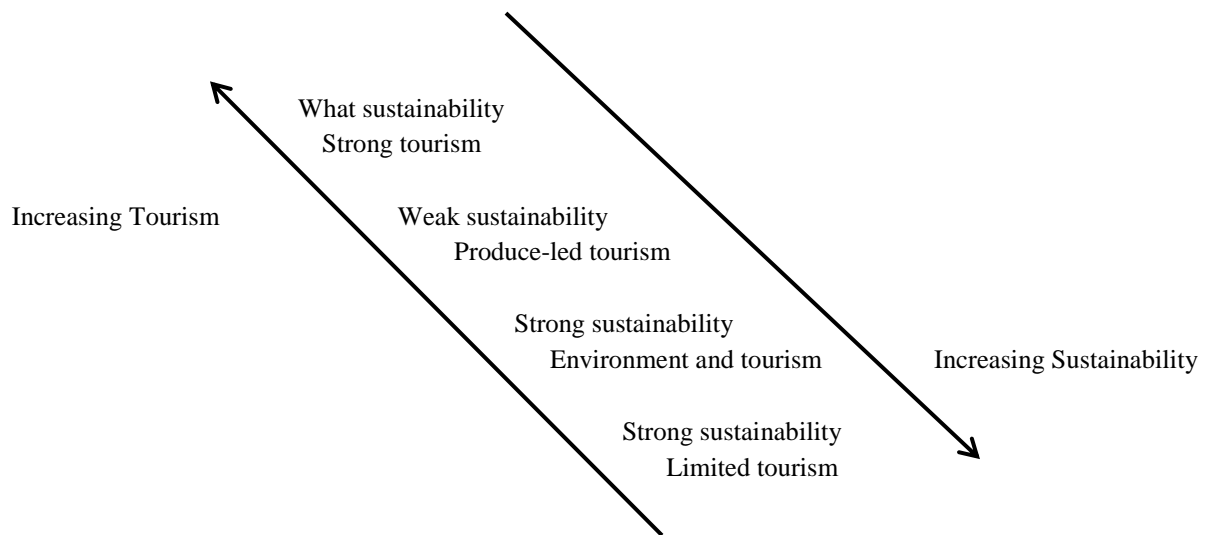 What sustainability
Strong tourism
Increasing Tourism
Weak sustainability
Produce-led tourism
Strong sustainability
Environment and tourism
Increasing Sustainability
Strong sustainability
Limited tourism